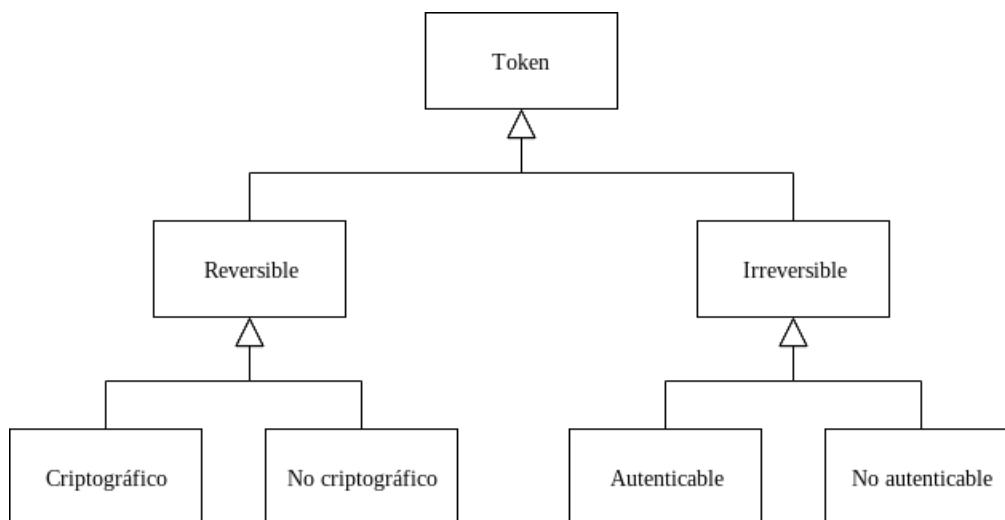 Token
Reversible
Irreversible
Criptográfico
No criptográfico
Autenticable
No autenticable